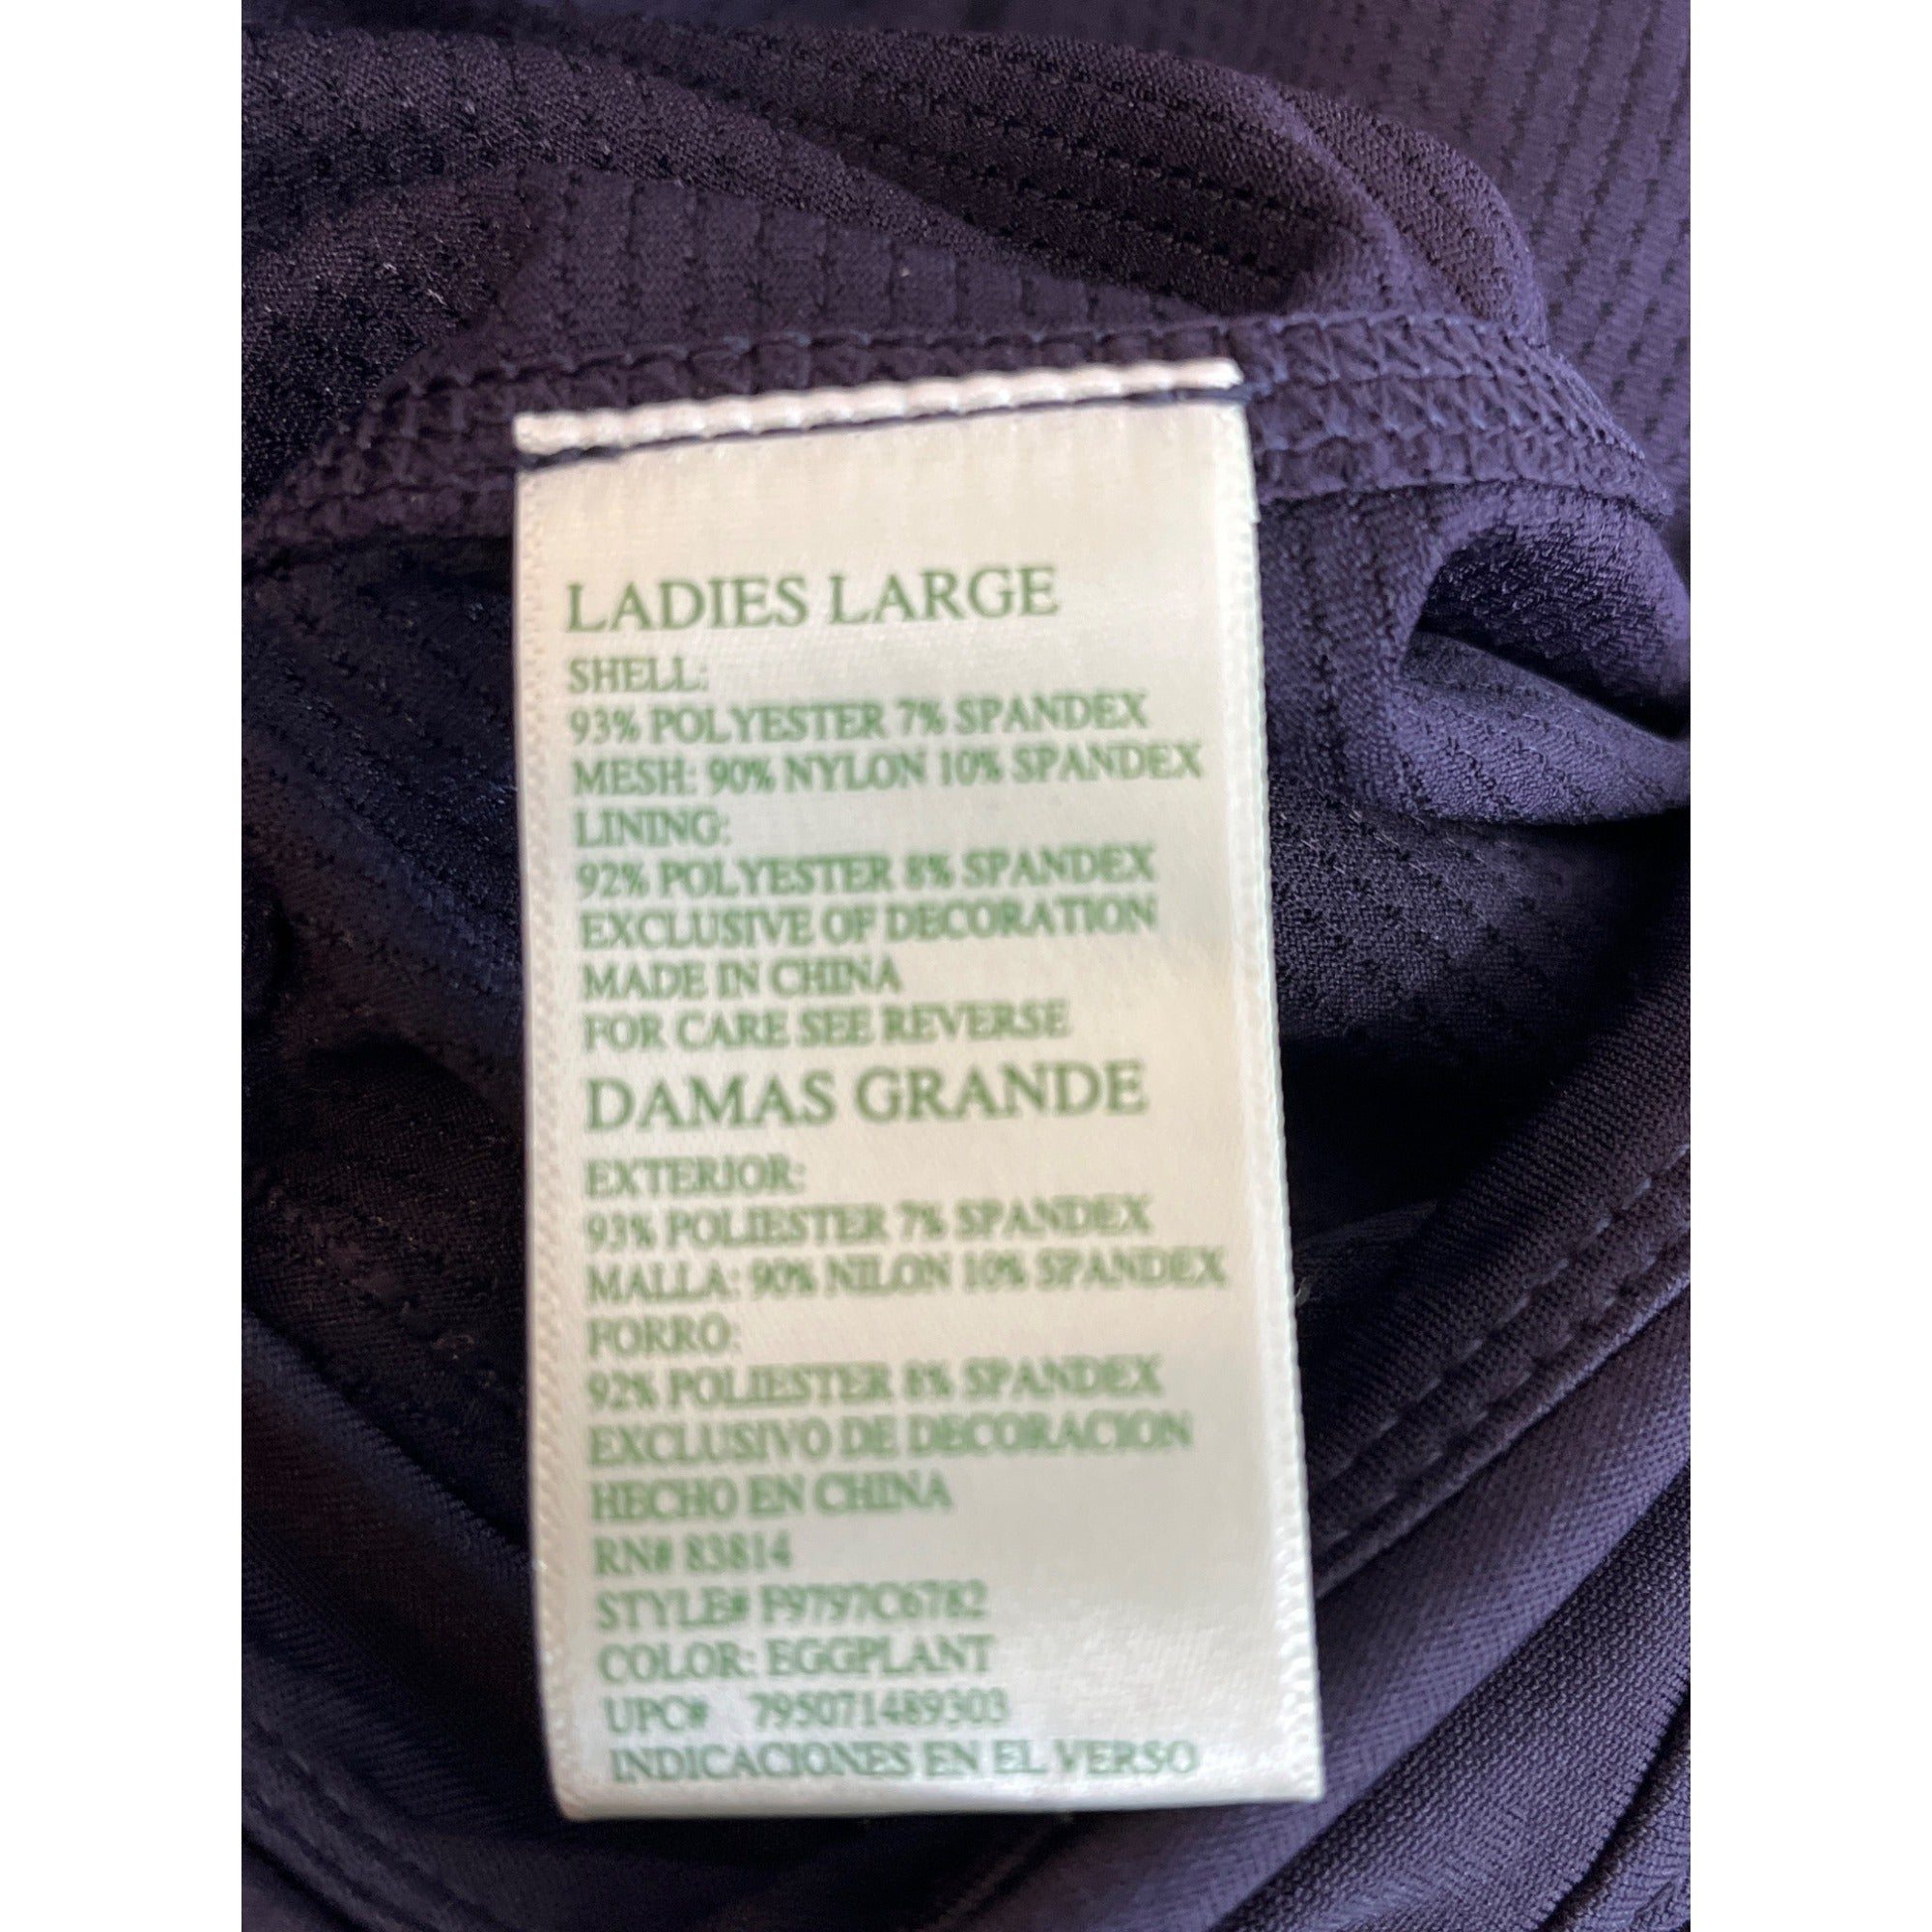 LADIES LARGE
SHELL:
93% POLYESTER 7% SPANDEX
MESH: 90% NYLON 10% SPANDEX
LINING:
92% POLYESTER 8% SPANDEX
EXCLUSIVE OF DECORATION
MADE IN CHINA
FOR CARE SEE REVERSE
DAMAS GRANDE
EXTERIOR:
93% POLIESTER 7% SPANDEX
MALLA: 90% NILON 10% SPANDEX
FORRO:
92% POLIESTER 8% SPANDEX
EXCLUSIVO DE DECORACION
HECHO EN CHINA
RN# 83814
STYLE# F9797C6782
COLOR: EGGPLANT
UPC# 795071489303
INDICACIONES EN EL VERSO